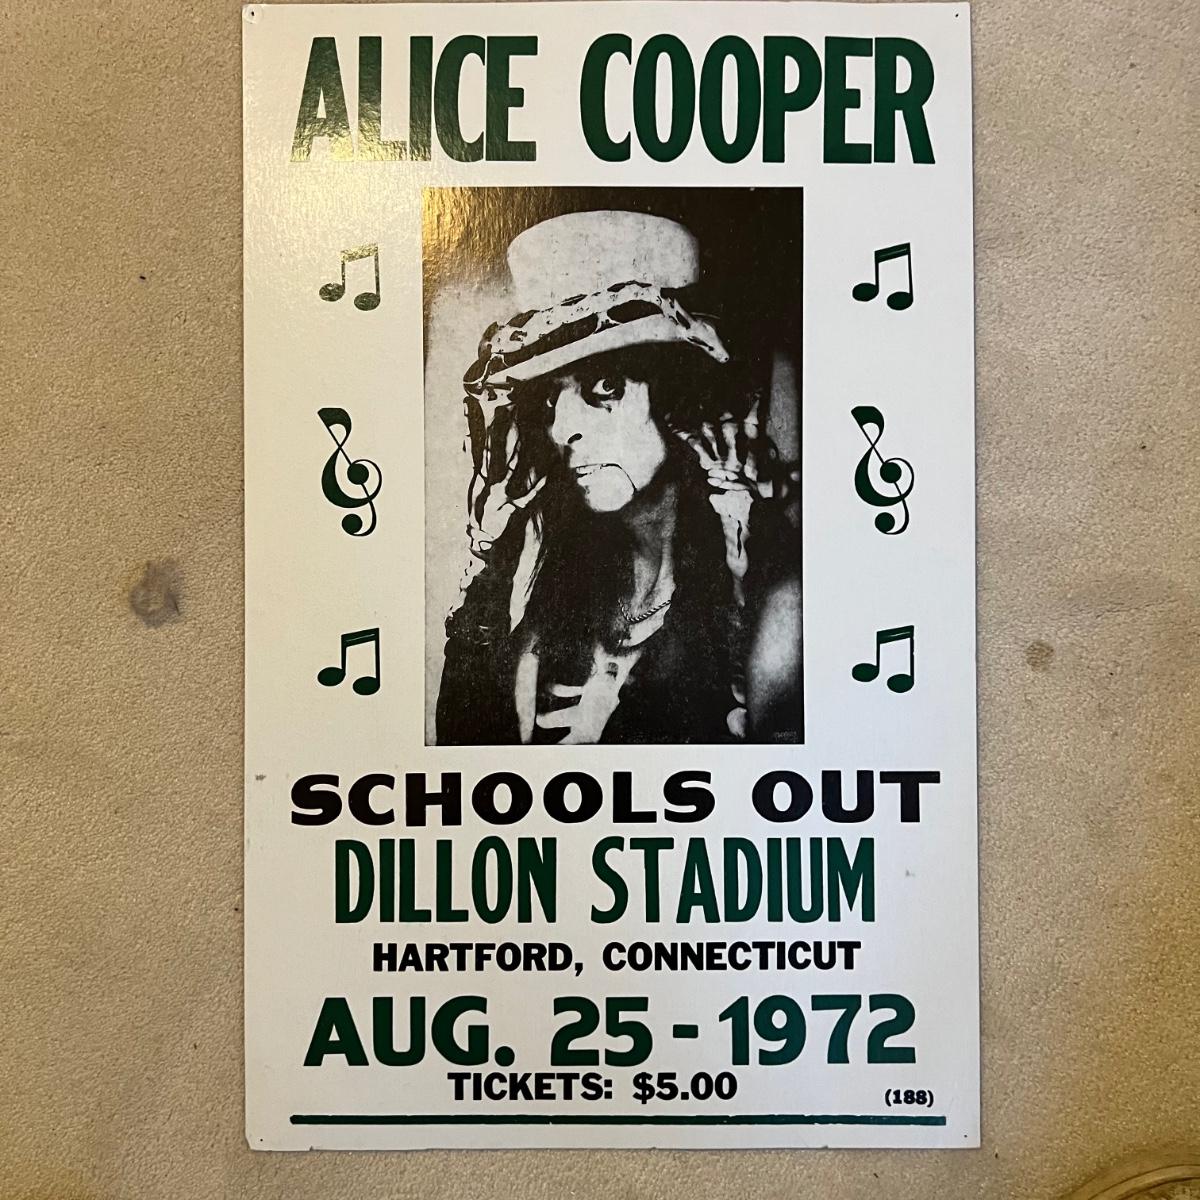 ALICE COOPER
SCHOOLS OUT
DILLON STADIUM
HARTFORD, CONNECTICUT
AUG. 25-1972
TICKETS: $5.00
(188)